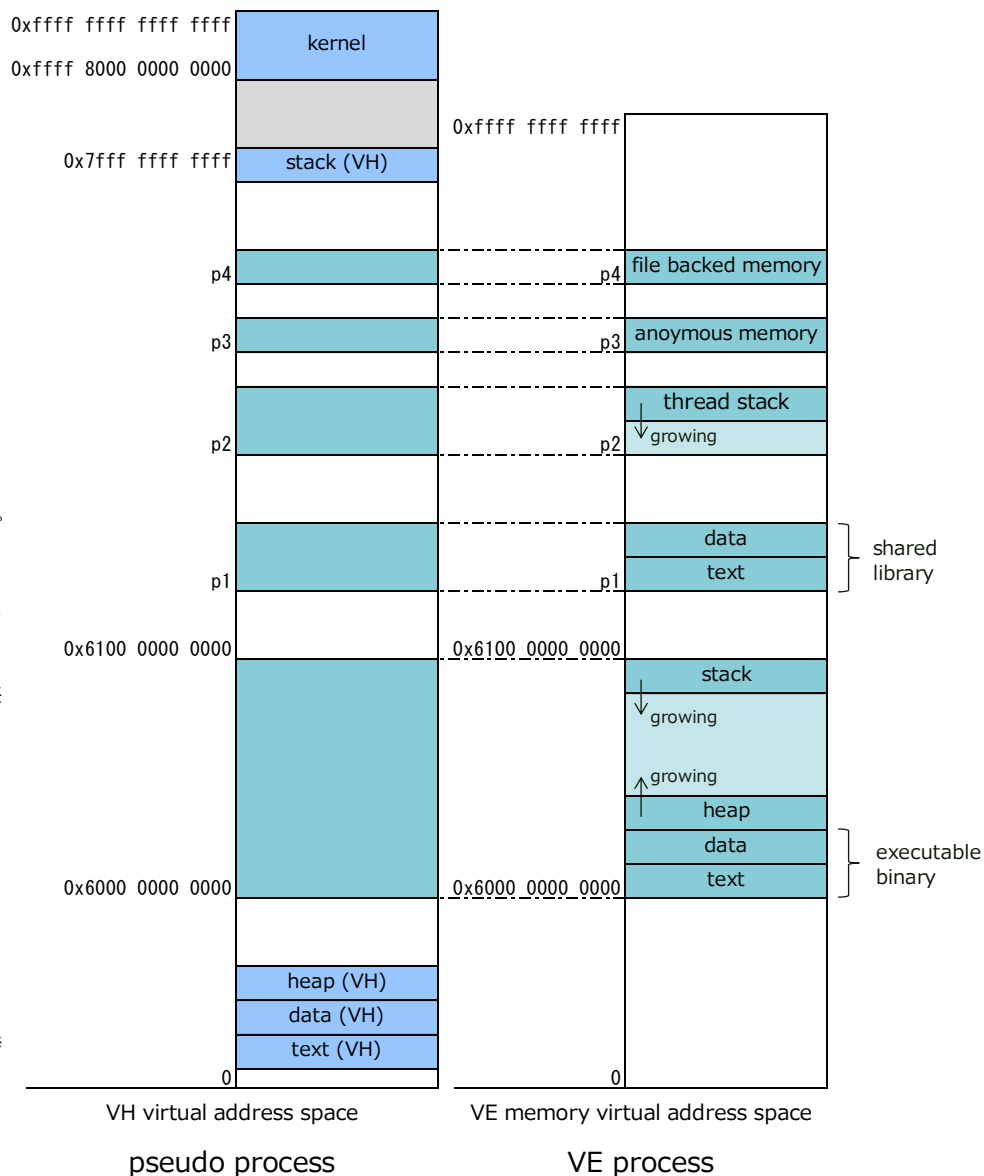 0xffff ffff ffff ffff
kernel
0xffff 8000 0000 0000
0xffff ffff ffff
0x7fff ffff ffff
stack (VH)
file backed memory
p4
p4
anoymous memory
p3
p3
thread stack
growing
p2
p2
data
shared
library
text
p1
p1
0x6100 0000 0000
0x6100 0000 0000
stack
growing
growing
heap
data
executable
binary
text
0x6000 0000 0000
0x6000 0000 0000
heap (VH)
data (VH)
text (VH)
0
0
VH virtual address space
VE memory virtual address space
pseudo process
VE process